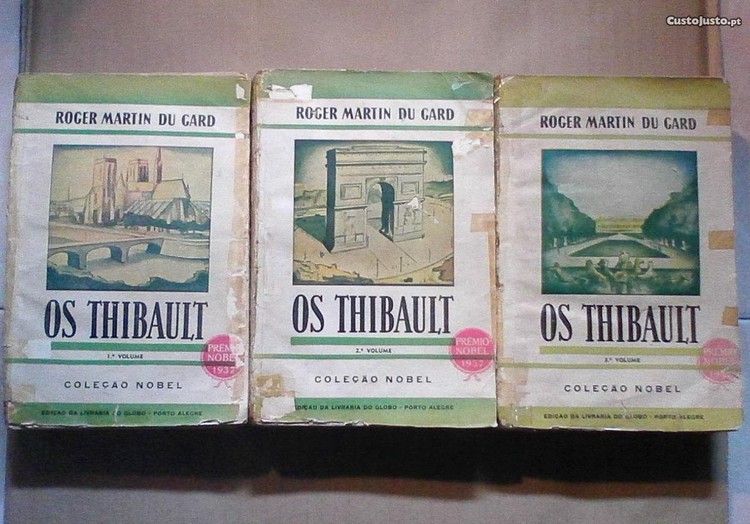 CustoJusto.pt
ROGER MARTIN DU GARD
OS THIBAULT
1.º VOLUME
PRÉMIO
NOBEL
1937
COLEÇÃO NOBEL
EDIÇÃO DA LIVRARIA DO GLOBO - PORTO ALEGRE
ROGER MARTIN DU GARD
OS THIBAULT
2.º VOLUME
PRÉMIO
NOBEL
1937
COLEÇÃO NOBEL
EDIÇÃO DA LIVRARIA DO GLOBO - PORTO ALEGRE
ROGER MARTIN DU GARD
OS THIBAULT
3.º VOLUME
PRÉMIO
NOBEL
COLEÇÃO NOBEL
EDIÇÃO DA LIVRARIA DO GLOBO - PORTO ALEGRE